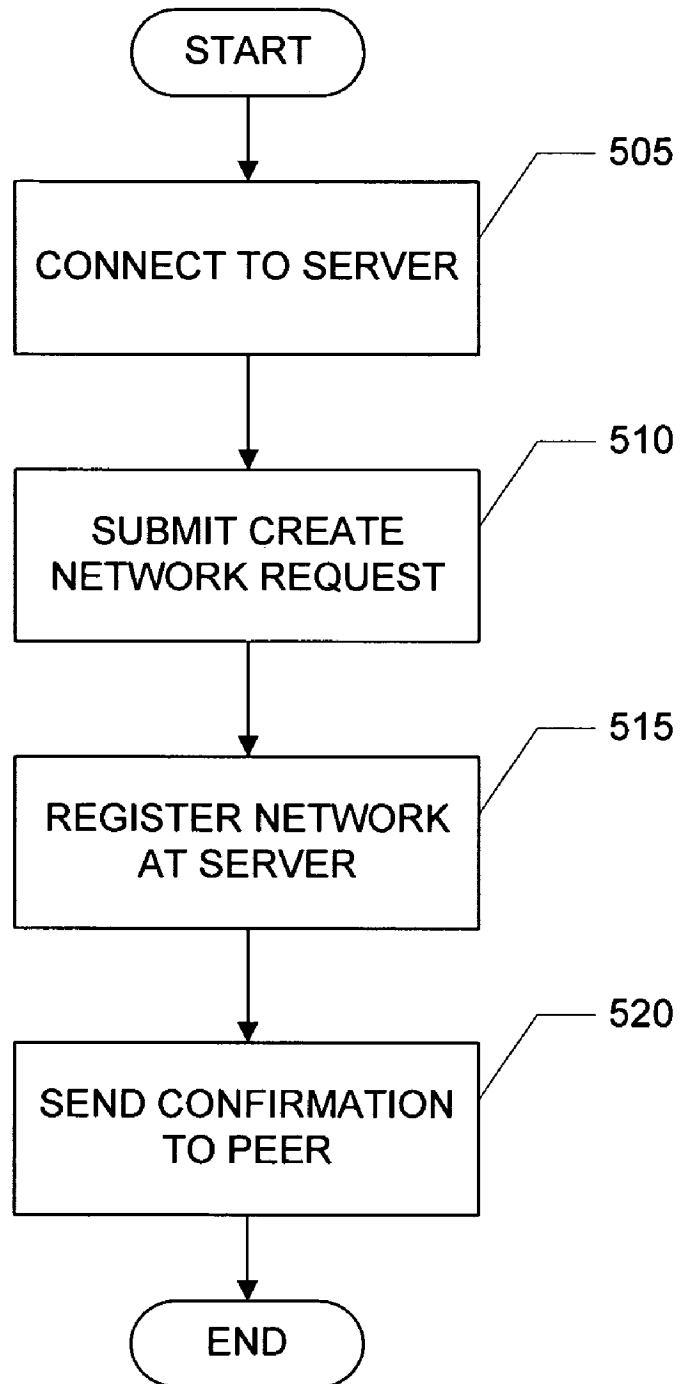 START
505
CONNECT TO SERVER
510
SUBMIT CREATE
NETWORK REQUEST
515
REGISTER NETWORK
AT SERVER
520
SEND CONFIRMATION
TO PEER
END